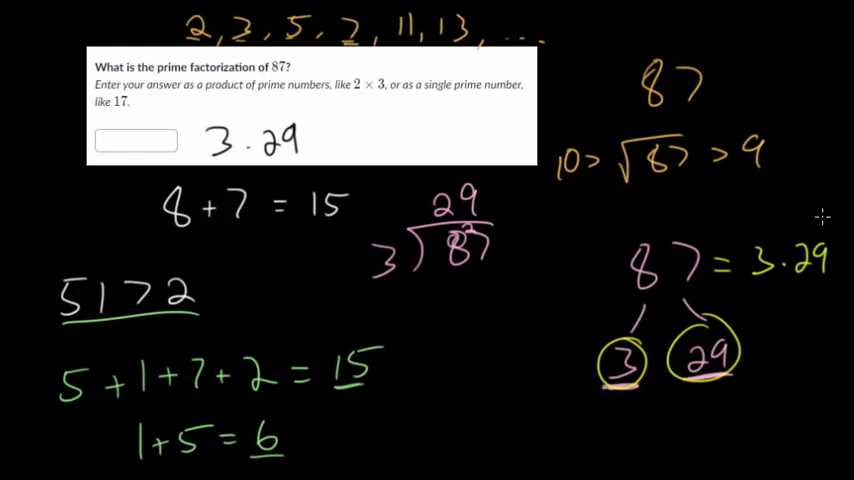 2, 3, 5, 7, 11, 13, ...
What is the prime factorization of 87?
Enter your answer as a product of prime numbers, like 2 × 3, or as a single prime number,
like 17.
3 . 29
87
10 > √87 > 9
8 + 7 = 15
29
3 ) 8²7
87 = 3 . 29
3 29
5172
5 + 1 + 7 + 2 = 15
1 + 5 = 6